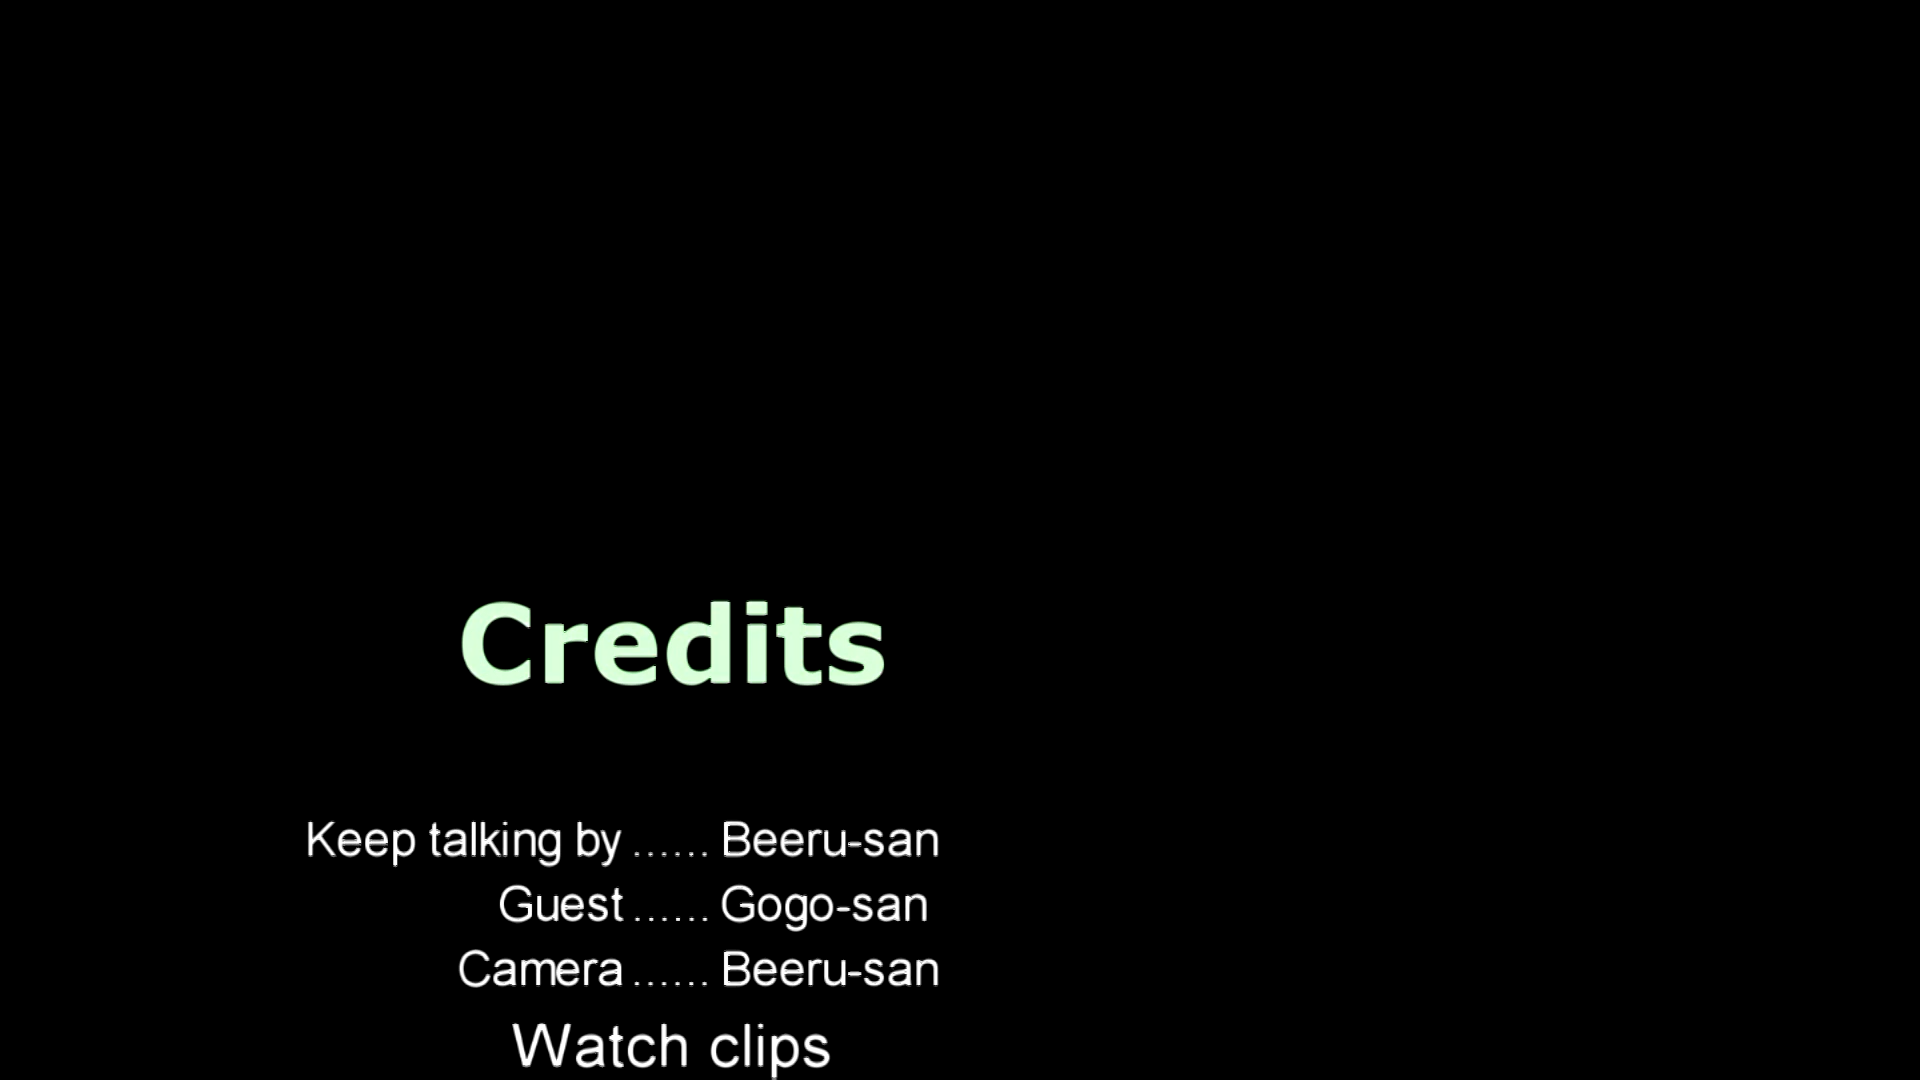 Credits
Keep talking by ...... Beeru-san
Guest ...... Gogo-san
Camera ...... Beeru-san
Watch clips